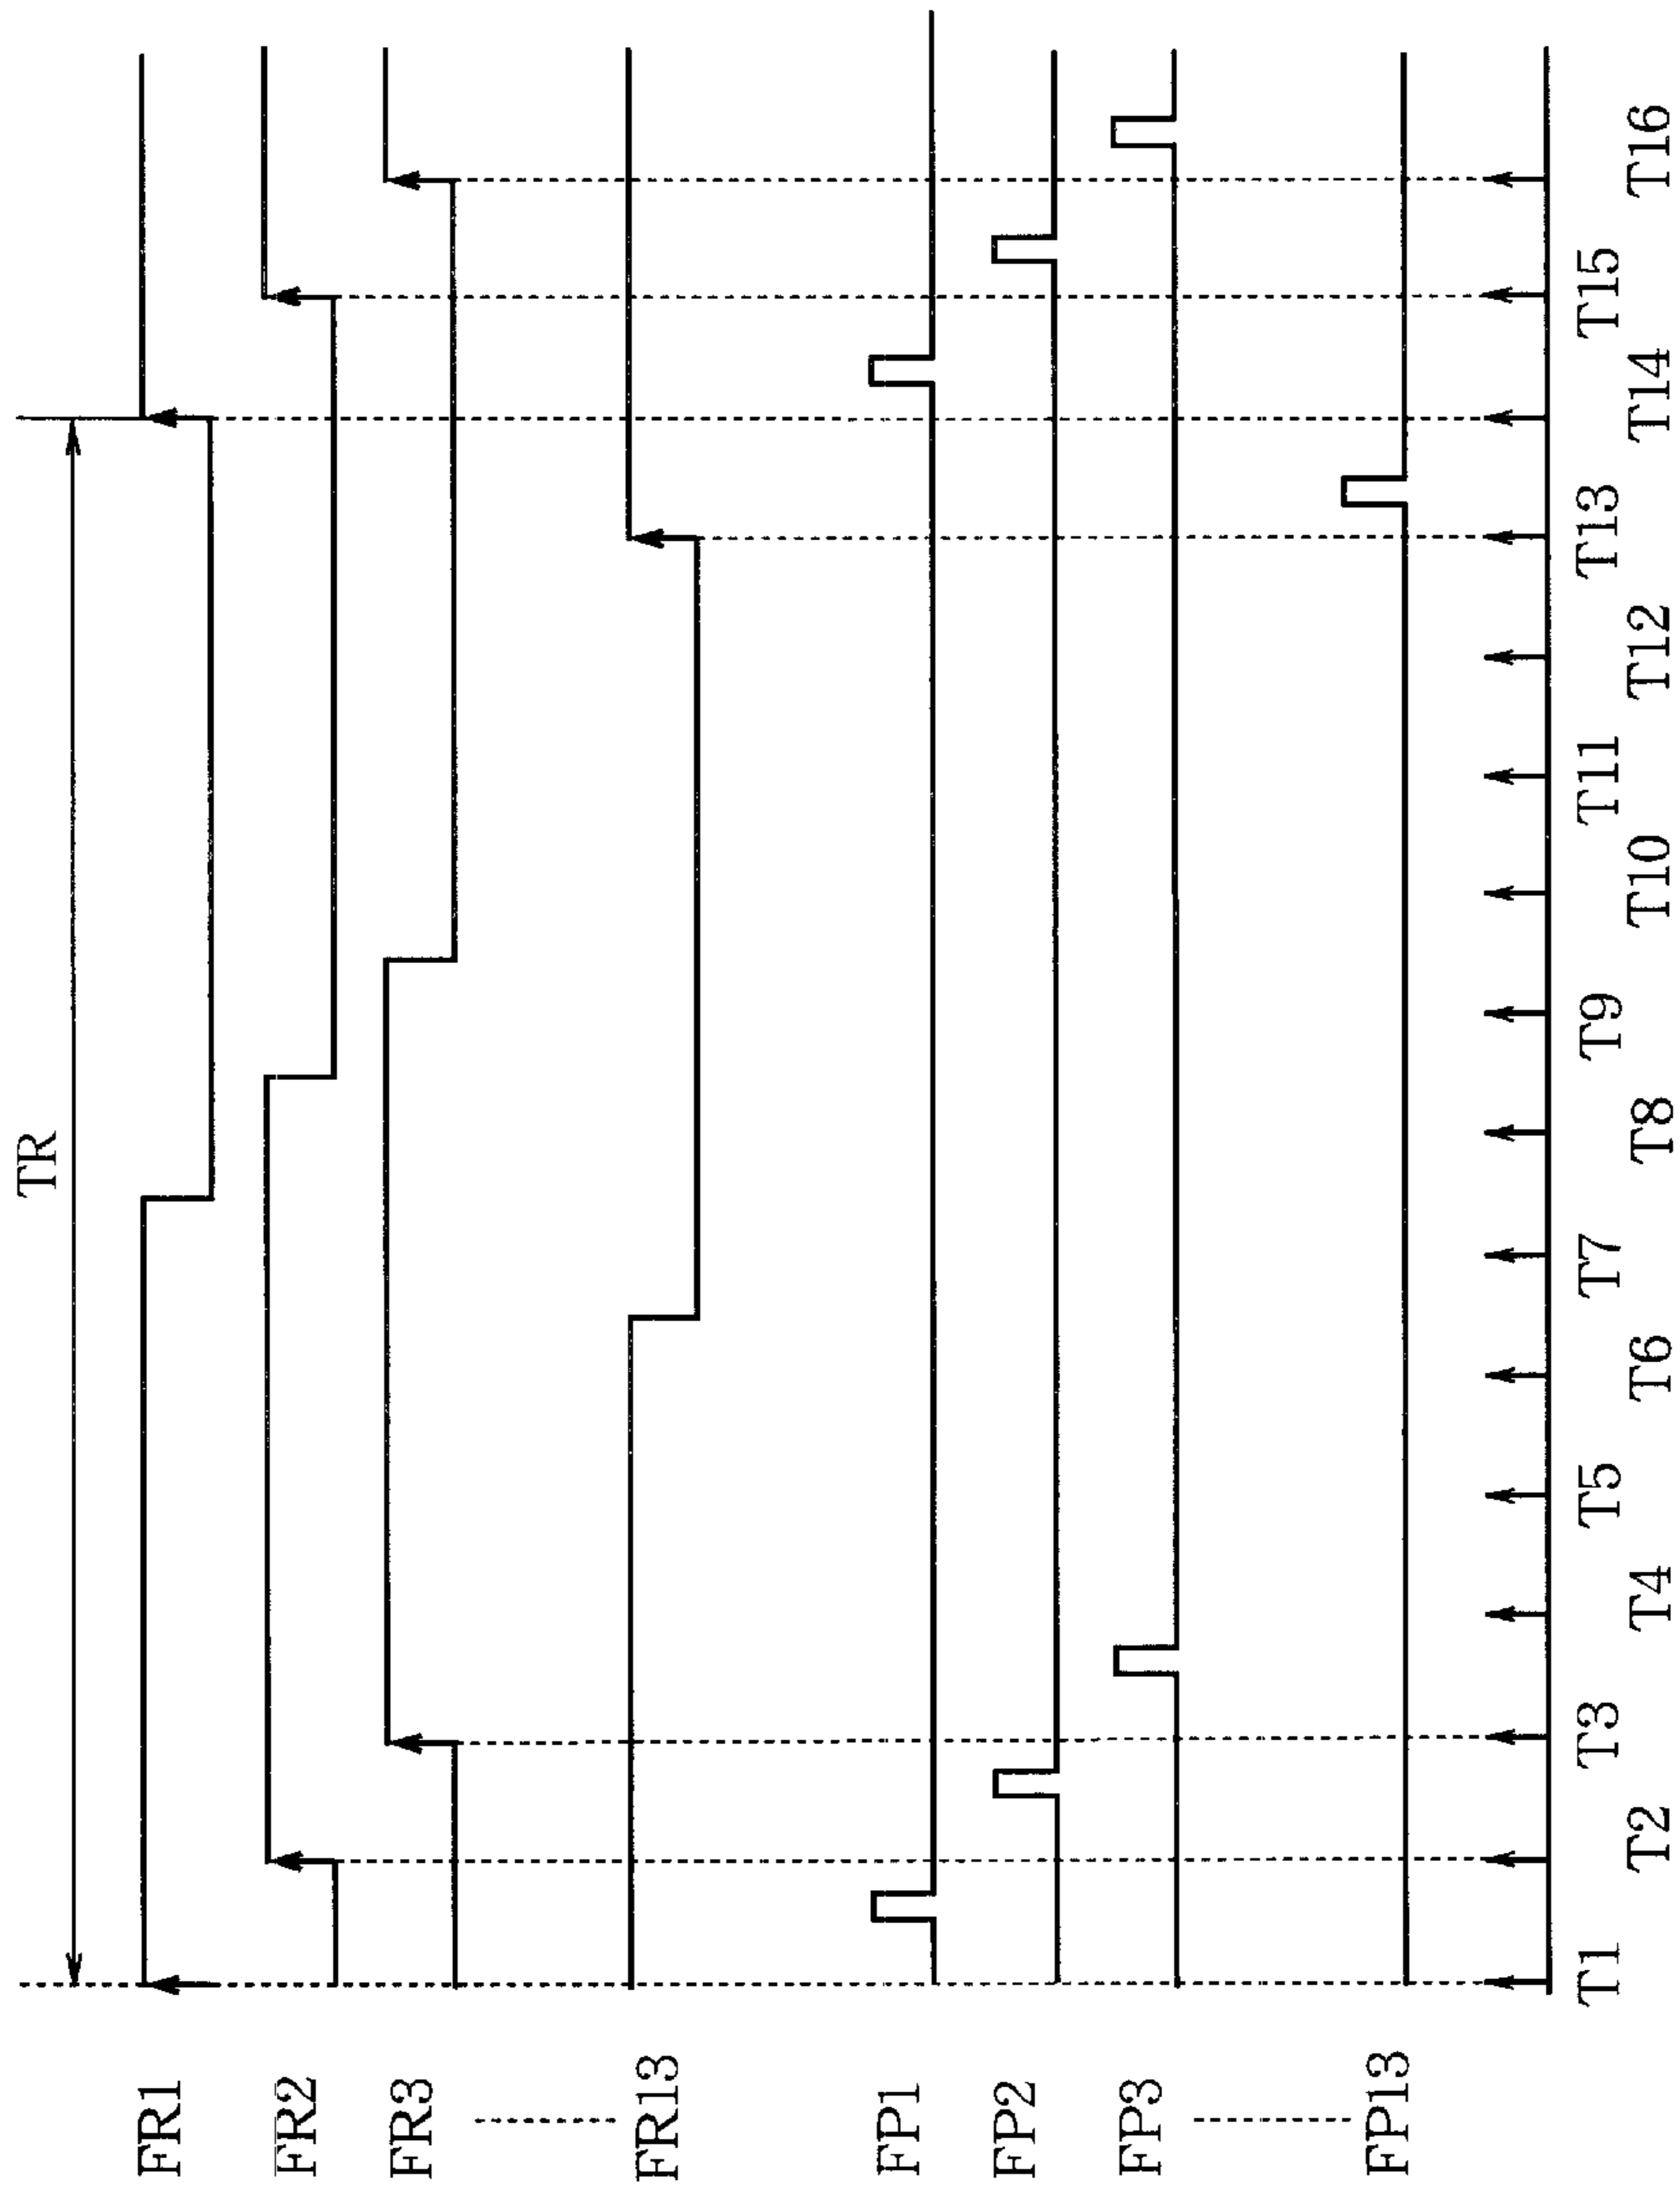 TR
FR1
FR2
FR3
FR13
FP1
FP2
FP3
FP13
T1 T2 T3 T4 T5 T6 T7 T8 T9 T10 T11 T12 T13 T14 T15 T16